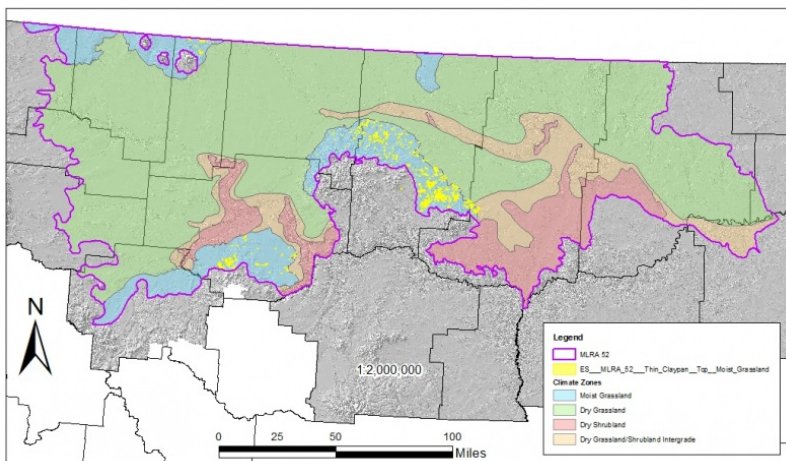 N
1:2,000,000
0 25 50 100
Miles
Legend
MLRA 52
ES___MLRA_52___Thin_Claypan__Top__Moist_Grassland
Climate Zones
Moist Grassland
Dry Grassland
Dry Shrubland
Dry Grassland/Shrubland Intergrade